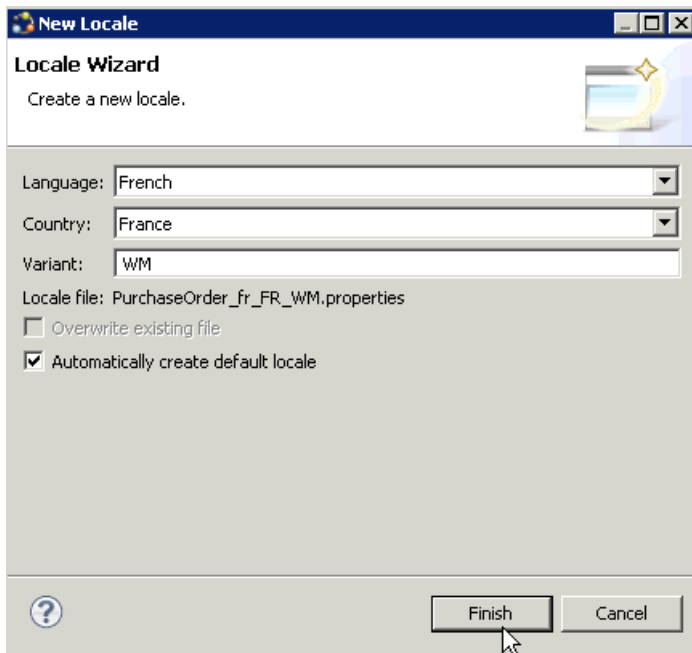 New Locale
Locale Wizard
Create a new locale.
Language: French
Country: France
Variant: WM
Locale file: PurchaseOrder_fr_FR_WM.properties
Overwrite existing file
Automatically create default locale
? Finish Cancel